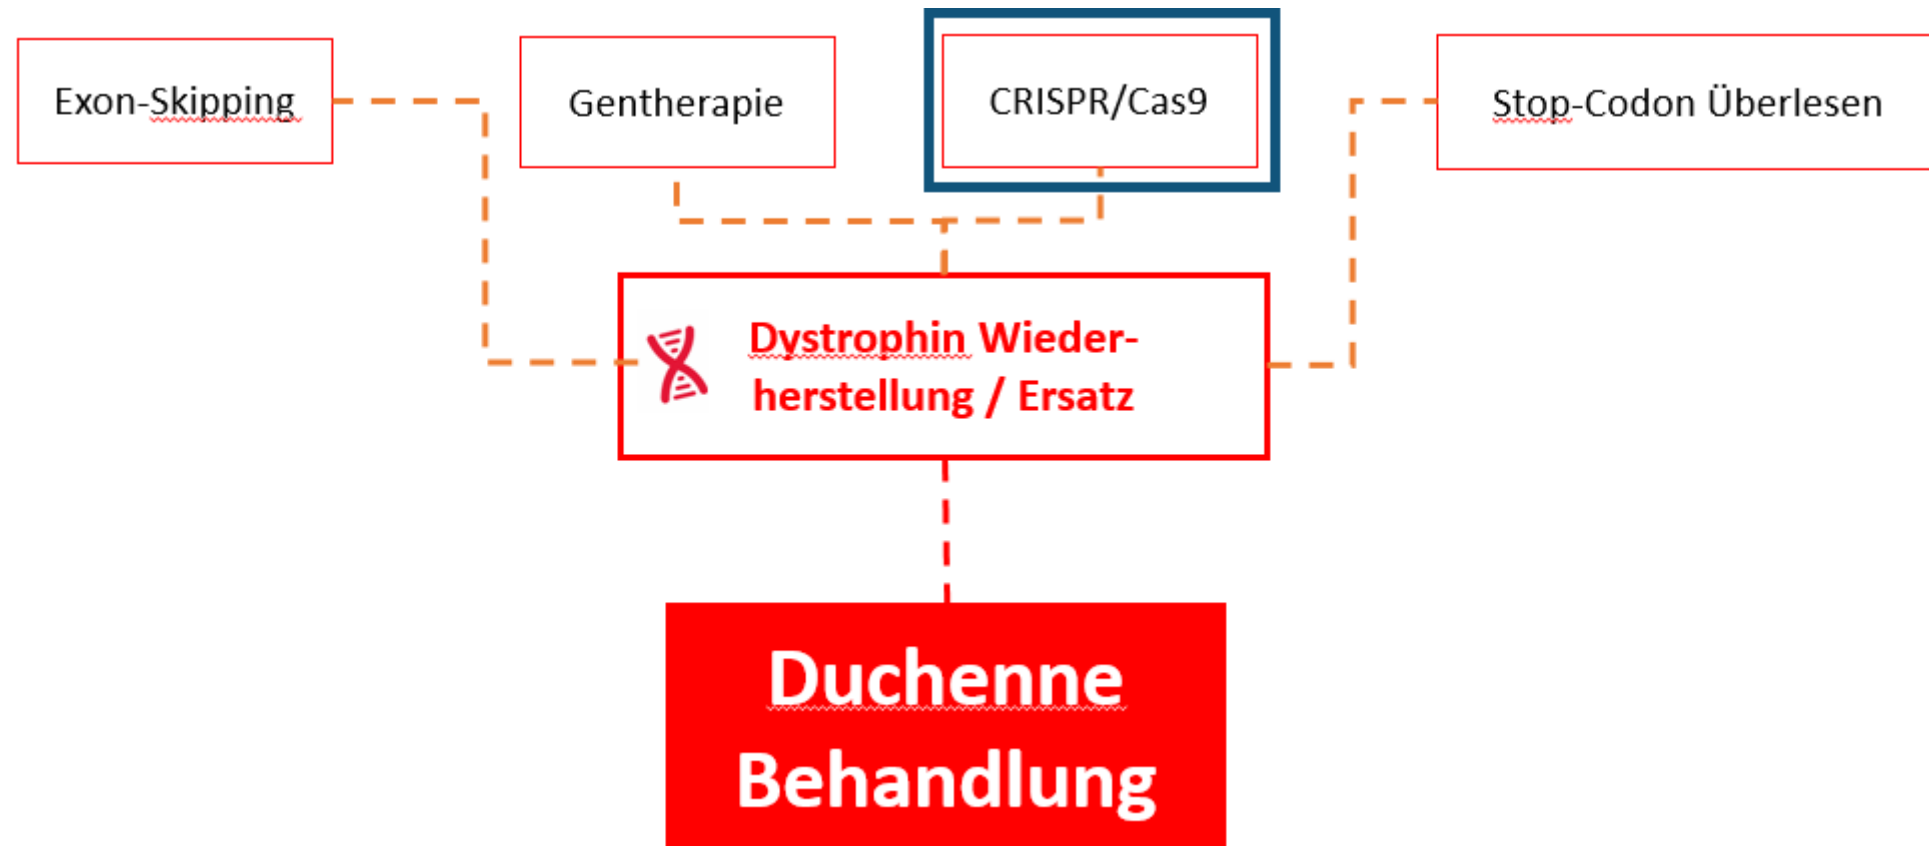 Exon-Skipping
Gentherapie
CRISPR/Cas9
Stop-Codon Überlesen
Dystrophin Wieder-
herstellung / Ersatz
Duchenne
Behandlung